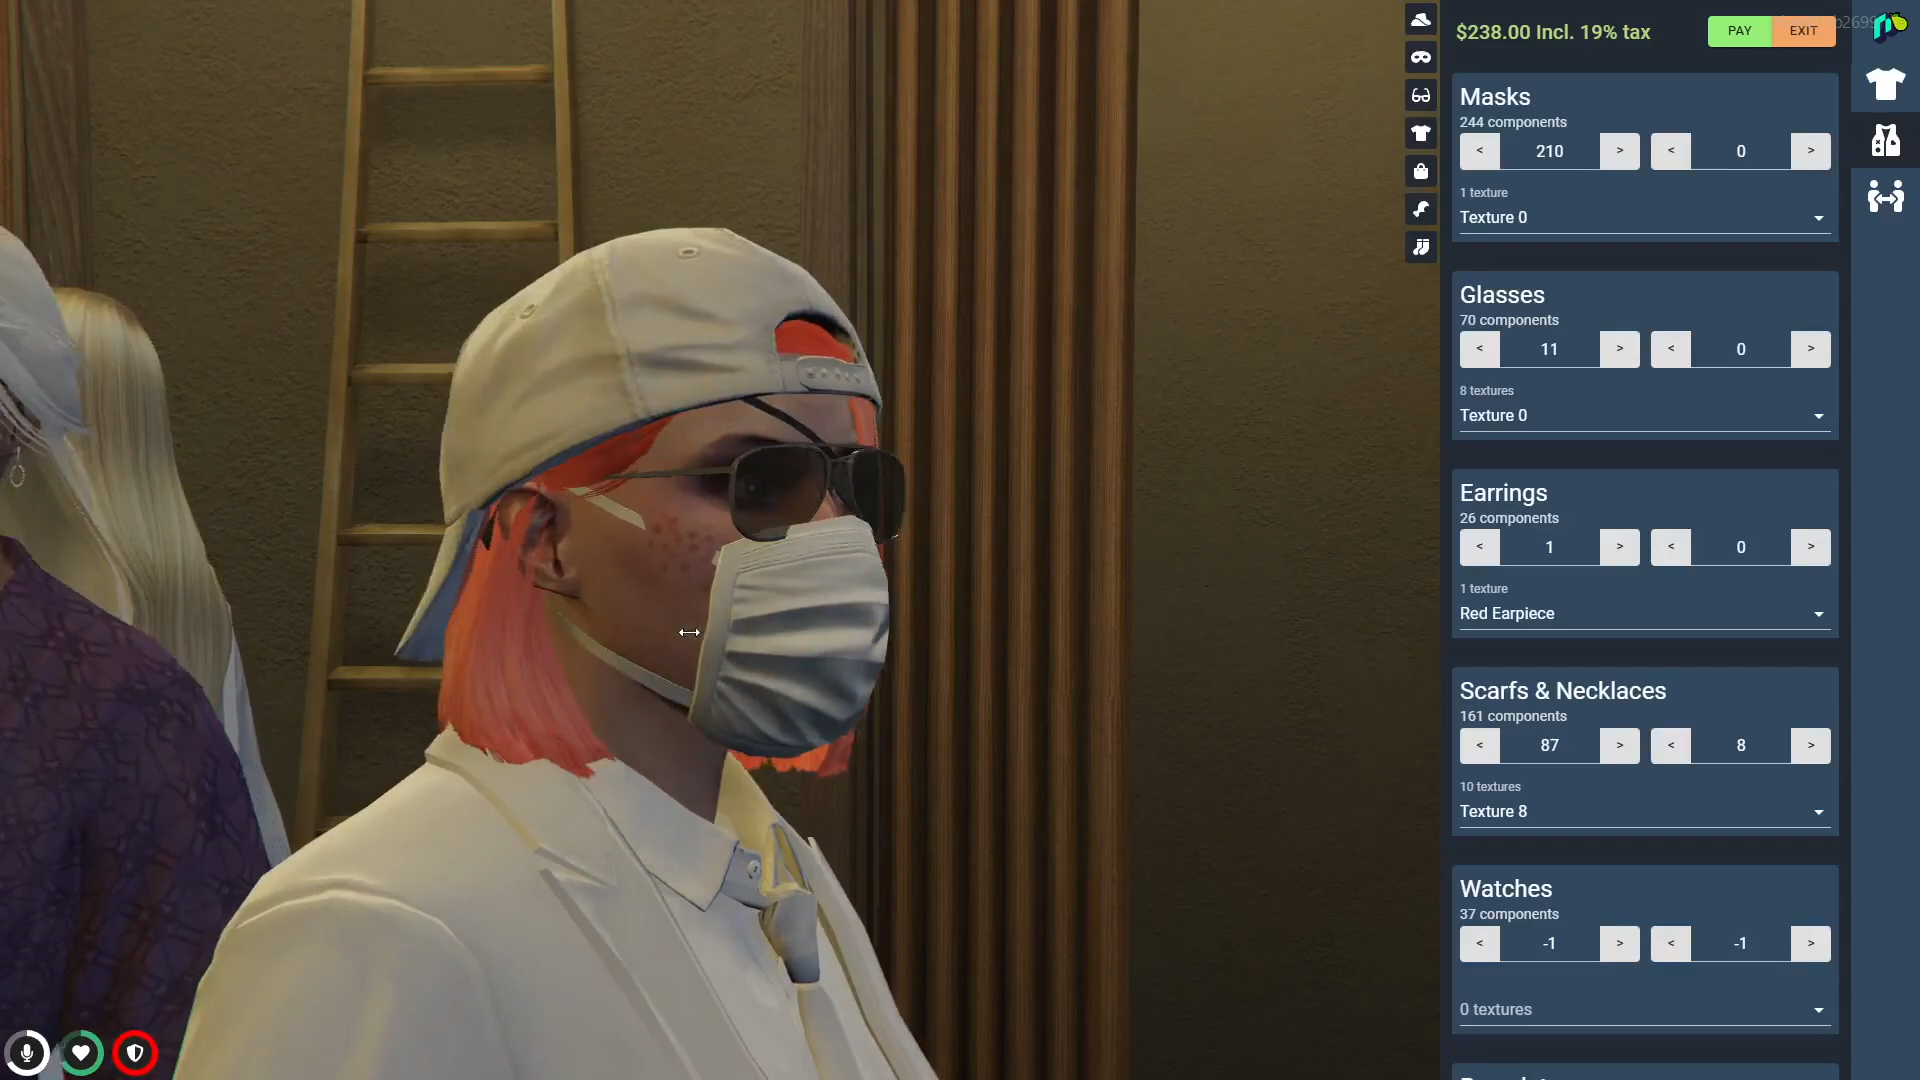 $238.00 Incl. 19% tax
PAY
EXIT
Masks
244 components
< 210 > < 0 >
1 texture
Texture 0
Glasses
70 components
< 11 > < 0 >
8 textures
Texture 0
Earrings
26 components
< 1 > < 0 >
1 texture
Red Earpiece
Scarfs & Necklaces
161 components
< 87 > < 8 >
10 textures
Texture 8
Watches
37 components
< -1 > < -1 >
0 textures